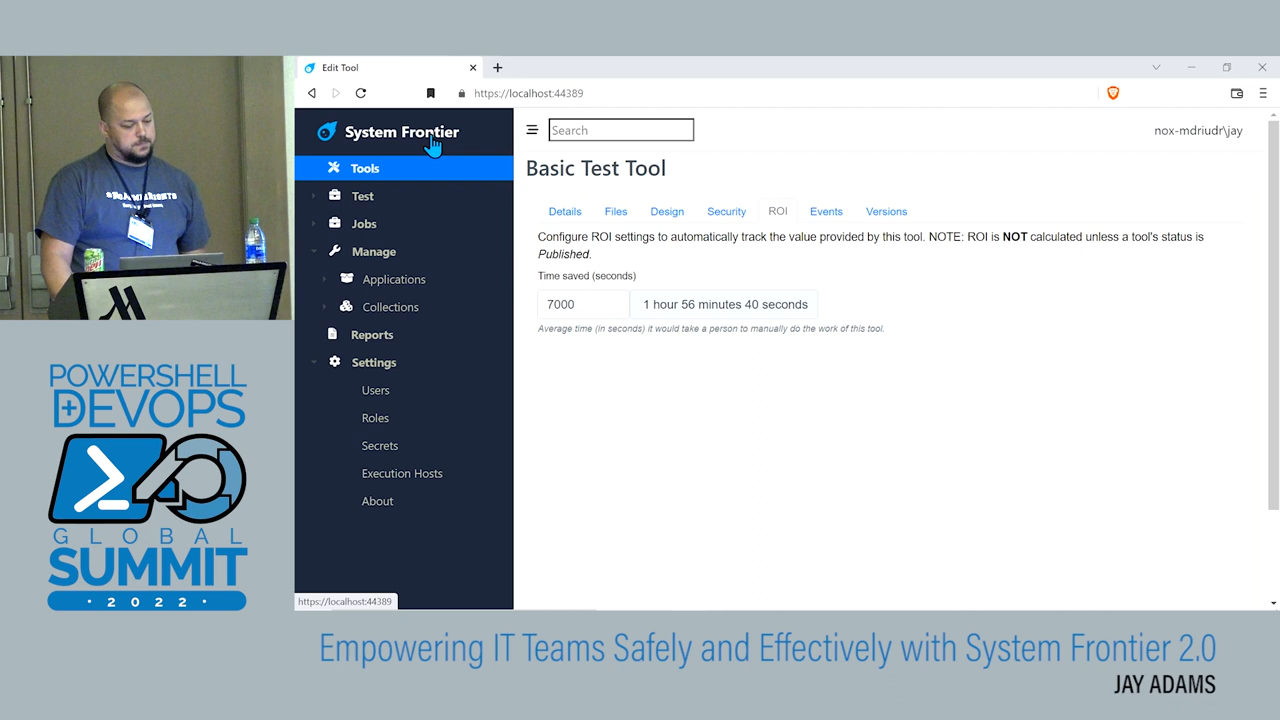 Edit Tool
https://localhost:44389
System Frontier
Search
nox-mdriudr\jay
Tools
Test
Jobs
Manage
Applications
Collections
Reports
Settings
Users
Roles
Secrets
Execution Hosts
About
https://localhost:44389
Basic Test Tool
Details Files Design Security ROI Events Versions
Configure ROI settings to automatically track the value provided by this tool. NOTE: ROI is NOT calculated unless a tool's status is
Published.
Time saved (seconds)
7000 1 hour 56 minutes 40 seconds
Average time (in seconds) it would take a person to manually do the work of this tool.
POWERSHELL
+DEVOPS
GLOBAL
SUMMIT
· 2022 ·
Empowering IT Teams Safely and Effectively with System Frontier 2.0
JAY ADAMS